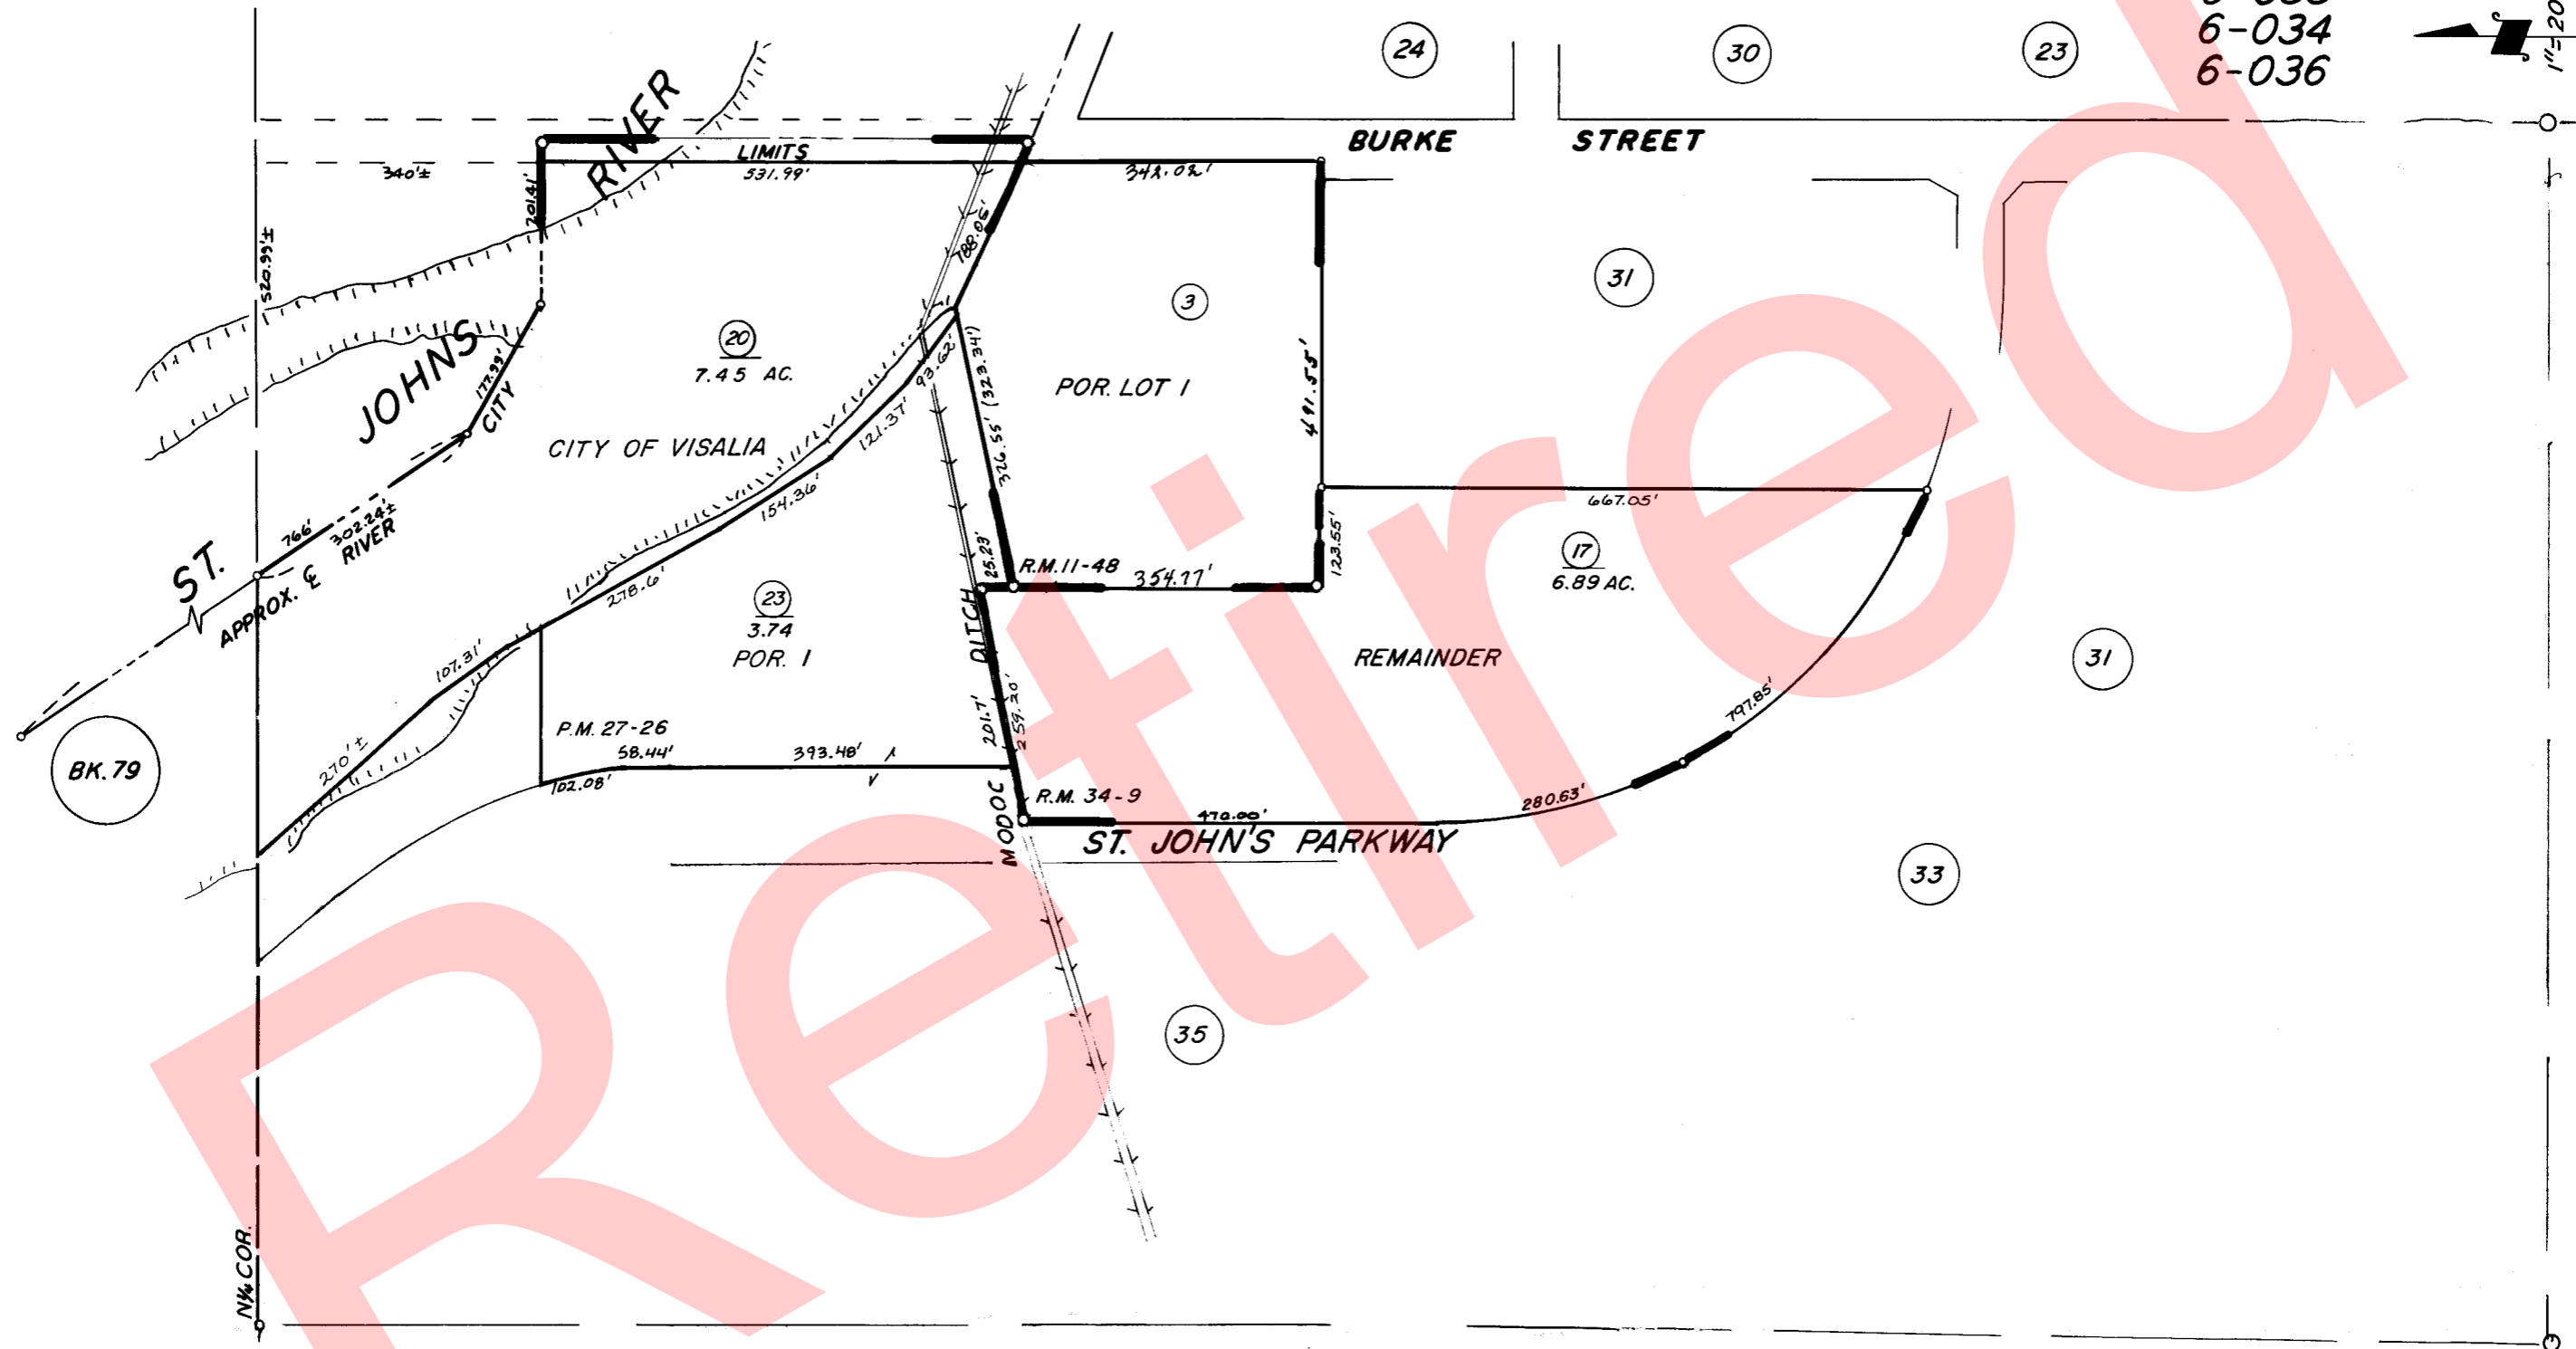 24
30
23
6-034
6-036
RIVER
BURKE STREET
LIMITS
340'±
531.99'
342.02'
201.41'
520.99'±
788.06'
31
3
20
7.45 AC.
JOHNS
177.99'
CITY
93.62'
326.55' (323.34')
POR. LOT 1
491.55'
121.37'
CITY OF VISALIA
154.36'
667.05'
766'
302.24'±
RIVER
ST.
APPROX. ℄
25.23'
R.M. 11-48
354.77'
123.55'
17
6.89 AC.
278.6'
23
3.74
POR. 1
DITCH
REMAINDER
31
107.31'
797.85'
201.7'
259.20'
P.M. 27-26
58.44'
393.48'
BK. 79
270'±
102.08'
MODOC
R.M. 34-9
470.00'
280.63'
ST. JOHN'S PARKWAY
33
35
N¼ COR.
Retired